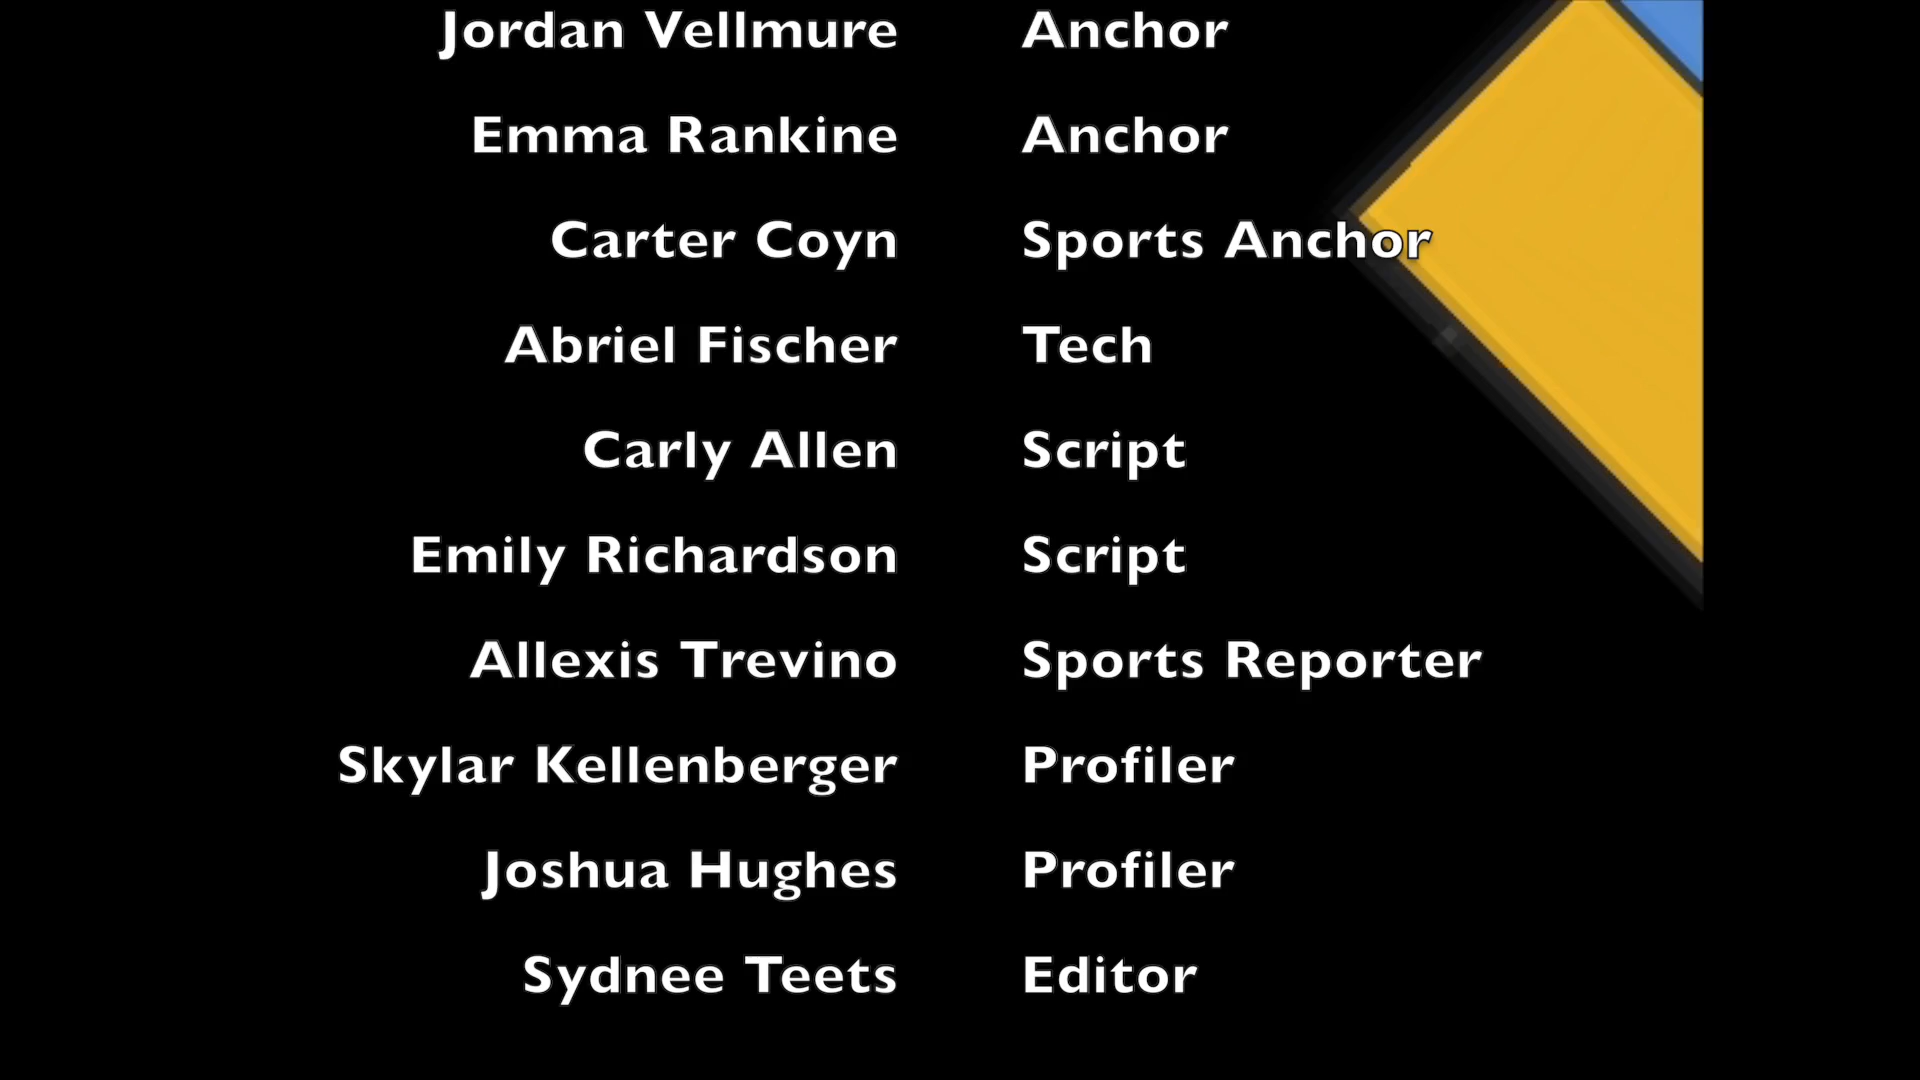 Jordan Vellmure Anchor
Emma Rankine Anchor
Carter Coyn Sports Anchor
Abriel Fischer Tech
Carly Allen Script
Emily Richardson Script
Allexis Trevino Sports Reporter
Skylar Kellenberger Profiler
Joshua Hughes Profiler
Sydnee Teets Editor